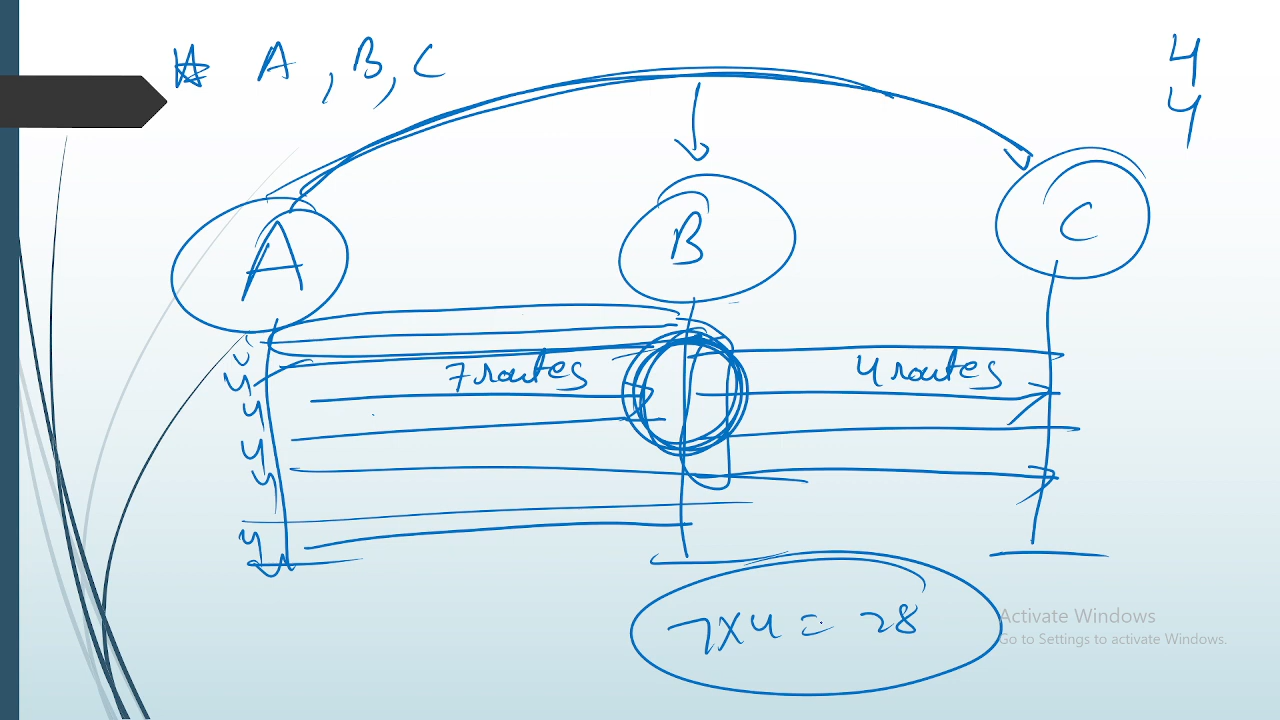 A, B, C
4
4
A
B
C
7 routes
4 routes
4
4
4
4
4
7x4 = 28
Activate Windows
Go to Settings to activate Windows.